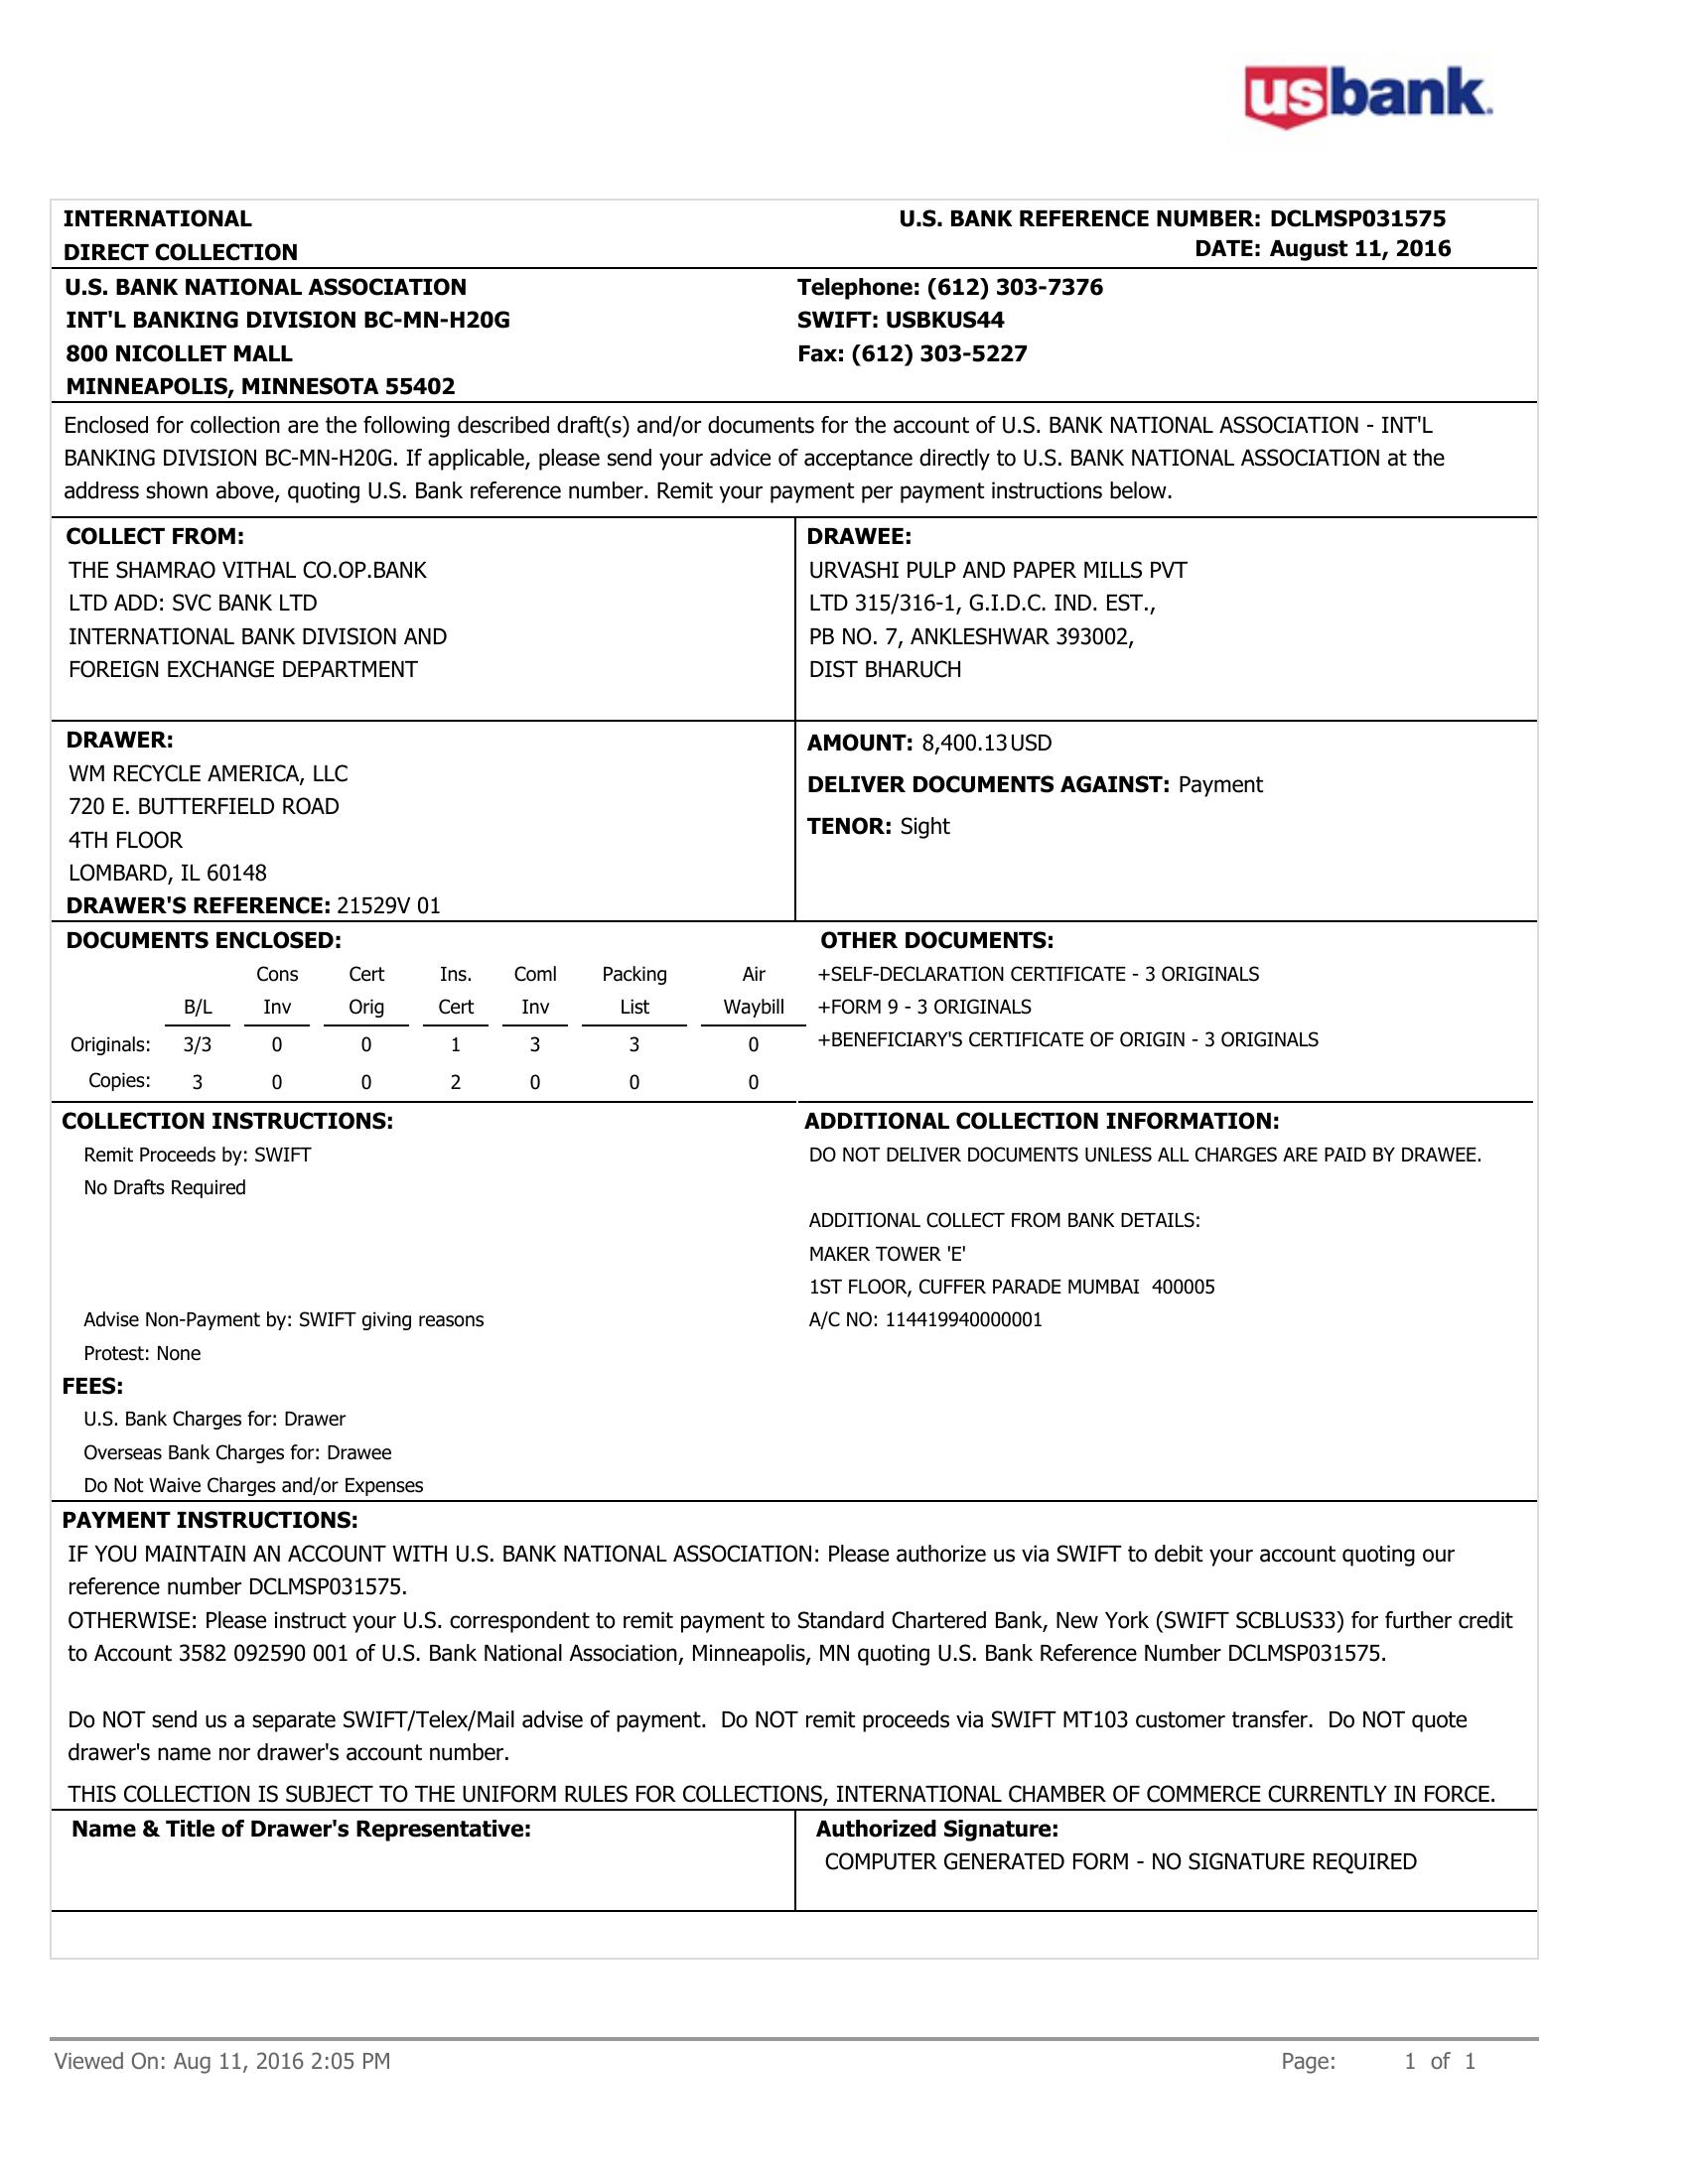 usbank.
INTERNATIONAL
DIRECT COLLECTION
U.S. BANK REFERENCE NUMBER: DCLMSP031575
DATE: August 11, 2016
U.S. BANK NATIONAL ASSOCIATION
INT'L BANKING DIVISION BC-MN-H20G
800 NICOLLET MALL
MINNEAPOLIS, MINNESOTA 55402
Telephone: (612) 303-7376
SWIFT: USBKUS44
Fax: (612) 303-5227
Enclosed for collection are the following described draft(s) and/or documents for the account of U.S. BANK NATIONAL ASSOCIATION - INT'L
BANKING DIVISION BC-MN-H20G. If applicable, please send your advice of acceptance directly to U.S. BANK NATIONAL ASSOCIATION at the
address shown above, quoting U.S. Bank reference number. Remit your payment per payment instructions below.
COLLECT FROM:
THE SHAMRAO VITHAL CO.OP.BANK
LTD ADD: SVC BANK LTD
INTERNATIONAL BANK DIVISION AND
FOREIGN EXCHANGE DEPARTMENT
DRAWEE:
URVASHI PULP AND PAPER MILLS PVT
LTD 315/316-1, G.I.D.C. IND. EST.,
PB NO. 7, ANKLESHWAR 393002,
DIST BHARUCH
DRAWER:
WM RECYCLE AMERICA, LLC
720 E. BUTTERFIELD ROAD
4TH FLOOR
LOMBARD, IL 60148
DRAWER'S REFERENCE: 21529V 01
AMOUNT: 8,400.13USD
DELIVER DOCUMENTS AGAINST: Payment
TENOR: Sight
DOCUMENTS ENCLOSED:
Cons Cert Ins. Coml Packing Air
B/L Inv Orig Cert Inv List Waybill
Originals: 3/3 0 0 1 3 3 0
Copies: 3 0 0 2 0 0 0
OTHER DOCUMENTS:
+SELF-DECLARATION CERTIFICATE - 3 ORIGINALS
+FORM 9 - 3 ORIGINALS
+BENEFICIARY'S CERTIFICATE OF ORIGIN - 3 ORIGINALS
COLLECTION INSTRUCTIONS:
Remit Proceeds by: SWIFT
No Drafts Required
Advise Non-Payment by: SWIFT giving reasons
Protest: None
FEES:
U.S. Bank Charges for: Drawer
Overseas Bank Charges for: Drawee
Do Not Waive Charges and/or Expenses
ADDITIONAL COLLECTION INFORMATION:
DO NOT DELIVER DOCUMENTS UNLESS ALL CHARGES ARE PAID BY DRAWEE.
ADDITIONAL COLLECT FROM BANK DETAILS:
MAKER TOWER 'E'
1ST FLOOR, CUFFER PARADE MUMBAI 400005
A/C NO: 114419940000001
PAYMENT INSTRUCTIONS:
IF YOU MAINTAIN AN ACCOUNT WITH U.S. BANK NATIONAL ASSOCIATION: Please authorize us via SWIFT to debit your account quoting our
reference number DCLMSP031575.
OTHERWISE: Please instruct your U.S. correspondent to remit payment to Standard Chartered Bank, New York (SWIFT SCBLUS33) for further credit
to Account 3582 092590 001 of U.S. Bank National Association, Minneapolis, MN quoting U.S. Bank Reference Number DCLMSP031575.
Do NOT send us a separate SWIFT/Telex/Mail advise of payment. Do NOT remit proceeds via SWIFT MT103 customer transfer. Do NOT quote
drawer's name nor drawer's account number.
THIS COLLECTION IS SUBJECT TO THE UNIFORM RULES FOR COLLECTIONS, INTERNATIONAL CHAMBER OF COMMERCE CURRENTLY IN FORCE.
Name & Title of Drawer's Representative:
Authorized Signature:
COMPUTER GENERATED FORM - NO SIGNATURE REQUIRED
Viewed On: Aug 11, 2016 2:05 PM
Page: 1 of 1